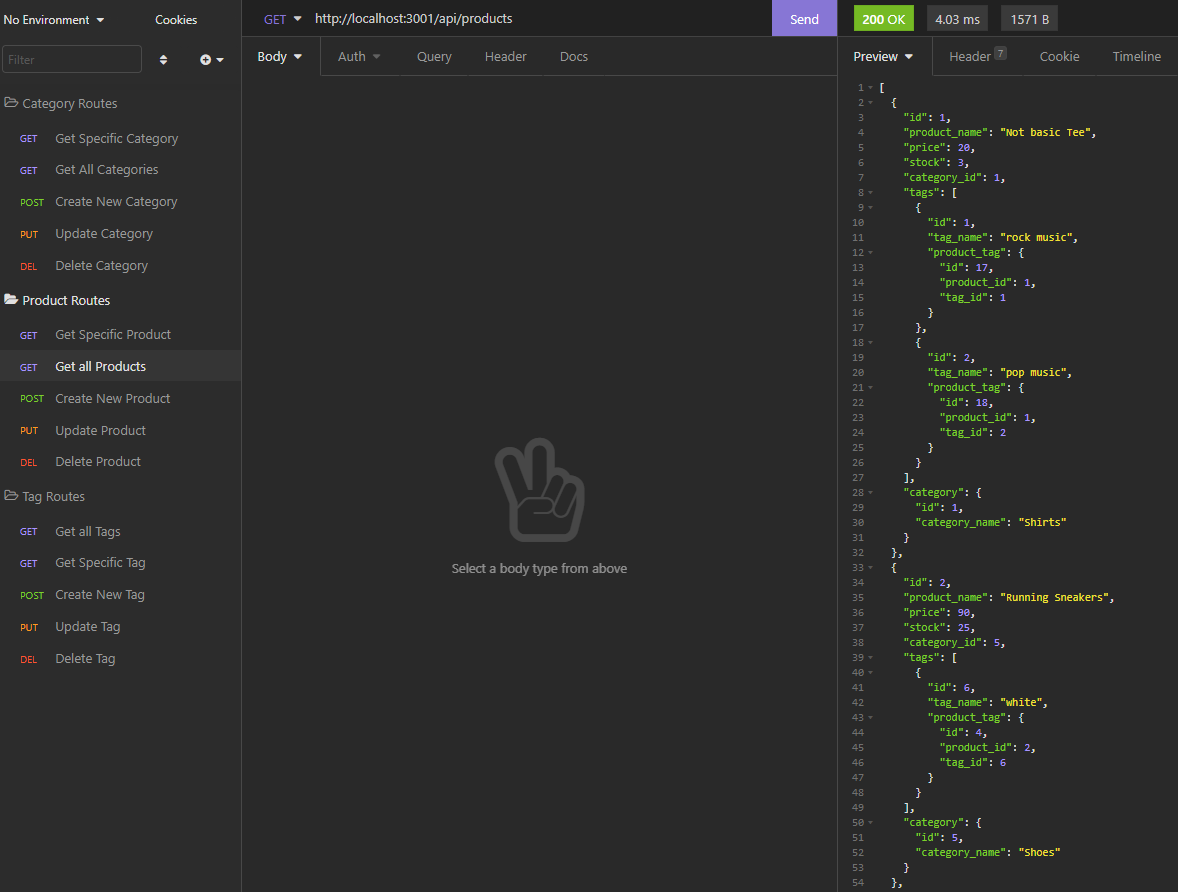 No Environment
Cookies
Filter
Category Routes
GET Get Specific Category
GET Get All Categories
POST Create New Category
PUT Update Category
DEL Delete Category
Product Routes
GET Get Specific Product
GET Get all Products
POST Create New Product
PUT Update Product
DEL Delete Product
Tag Routes
GET Get all Tags
GET Get Specific Tag
POST Create New Tag
PUT Update Tag
DEL Delete Tag
GET http://localhost:3001/api/products Send
Body Auth Query Header Docs
Select a body type from above
200 OK 4.03 ms 1571 B
Preview Header 7 Cookie Timeline
1 [
2 {
3 "id": 1,
4 "product_name": "Not basic Tee",
5 "price": 20,
6 "stock": 3,
7 "category_id": 1,
8 "tags": [
9 {
10 "id": 1,
11 "tag_name": "rock music",
12 "product_tag": {
13 "id": 17,
14 "product_id": 1,
15 "tag_id": 1
16 }
17 },
18 {
19 "id": 2,
20 "tag_name": "pop music",
21 "product_tag": {
22 "id": 18,
23 "product_id": 1,
24 "tag_id": 2
25 }
26 }
27 ],
28 "category": {
29 "id": 1,
30 "category_name": "Shirts"
31 }
32 },
33 {
34 "id": 2,
35 "product_name": "Running Sneakers",
36 "price": 90,
37 "stock": 25,
38 "category_id": 5,
39 "tags": [
40 {
41 "id": 6,
42 "tag_name": "white",
43 "product_tag": {
44 "id": 4,
45 "product_id": 2,
46 "tag_id": 6
47 }
48 }
49 ],
50 "category": {
51 "id": 5,
52 "category_name": "Shoes"
53 }
54 },